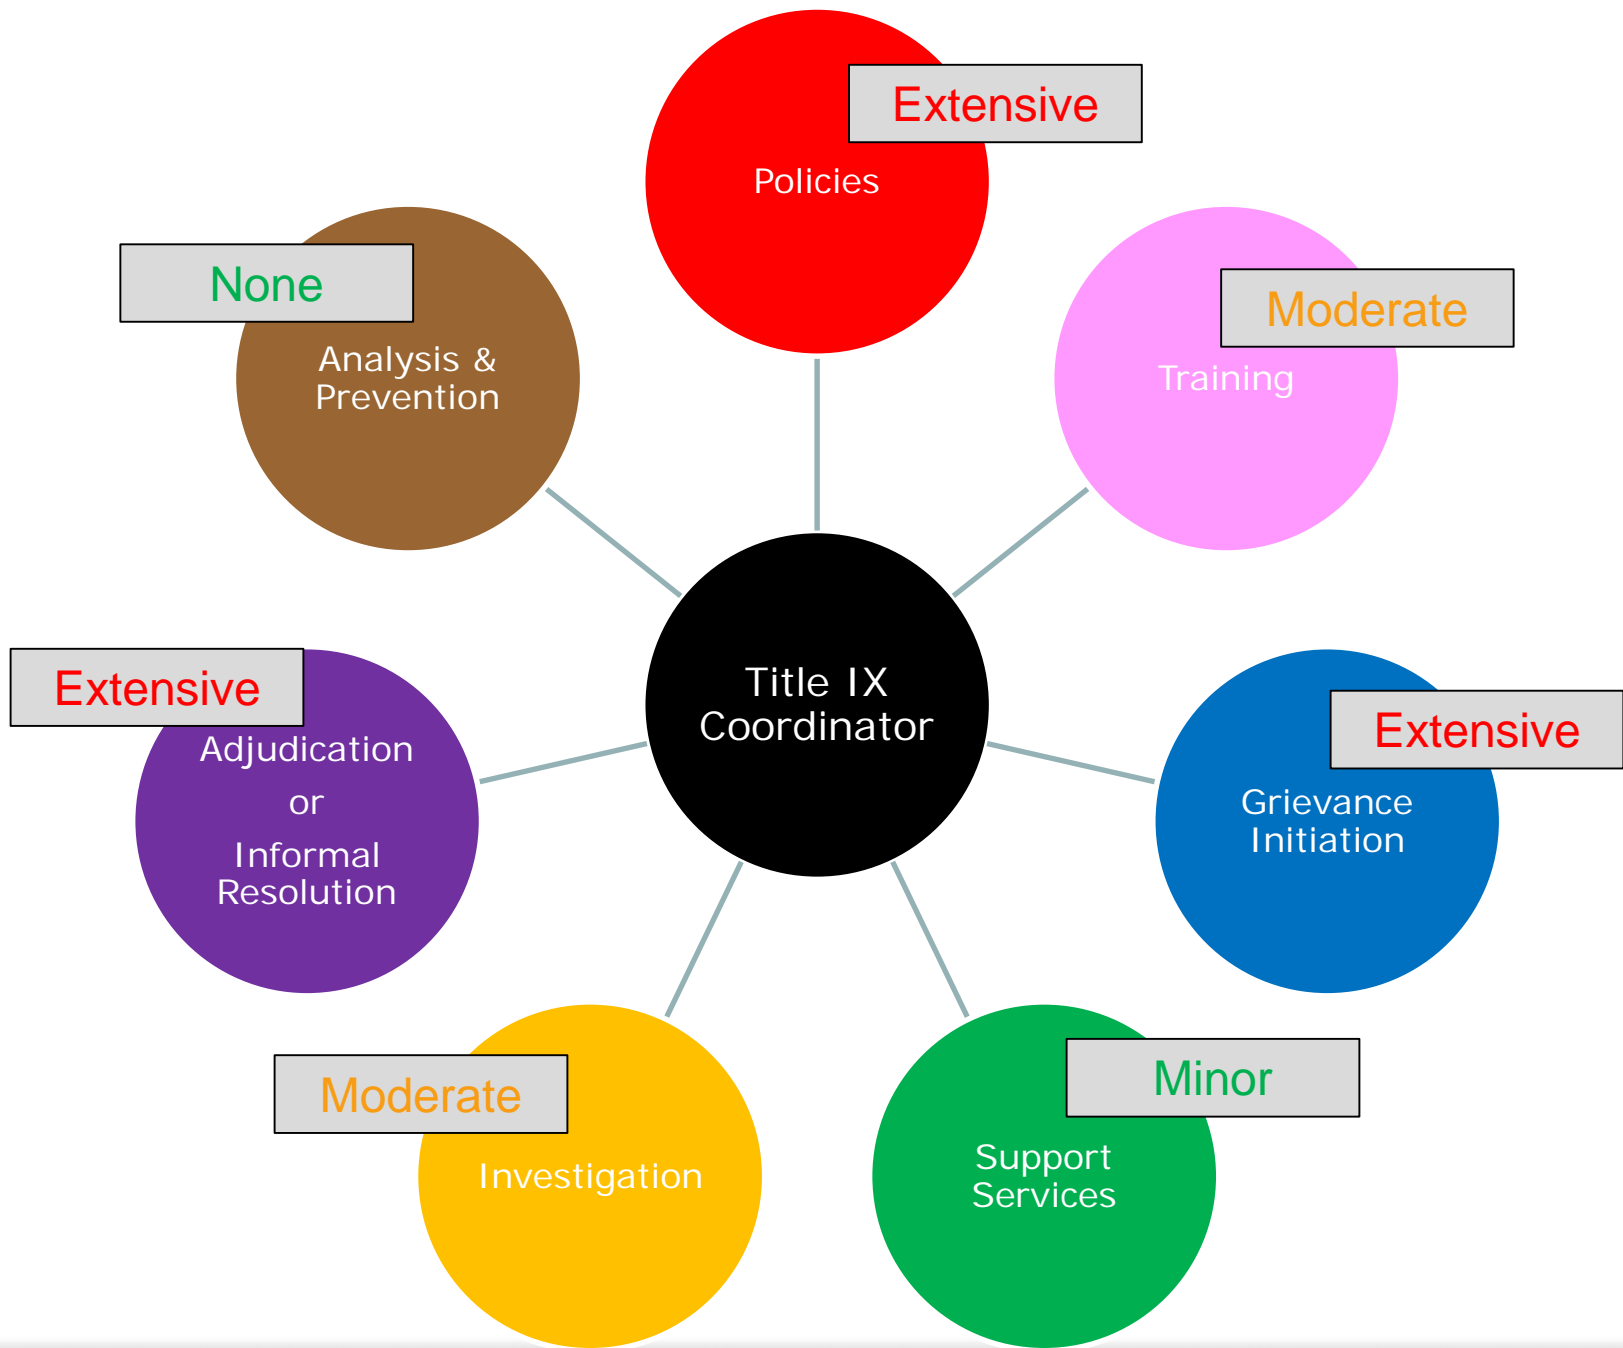 Extensive
Policies
None
Analysis &
Prevention
Moderate
Training
Title IX
Coordinator
Extensive
Adjudication
or
Informal
Resolution
Extensive
Grievance
Initiation
Moderate
Investigation
Minor
Support
Services